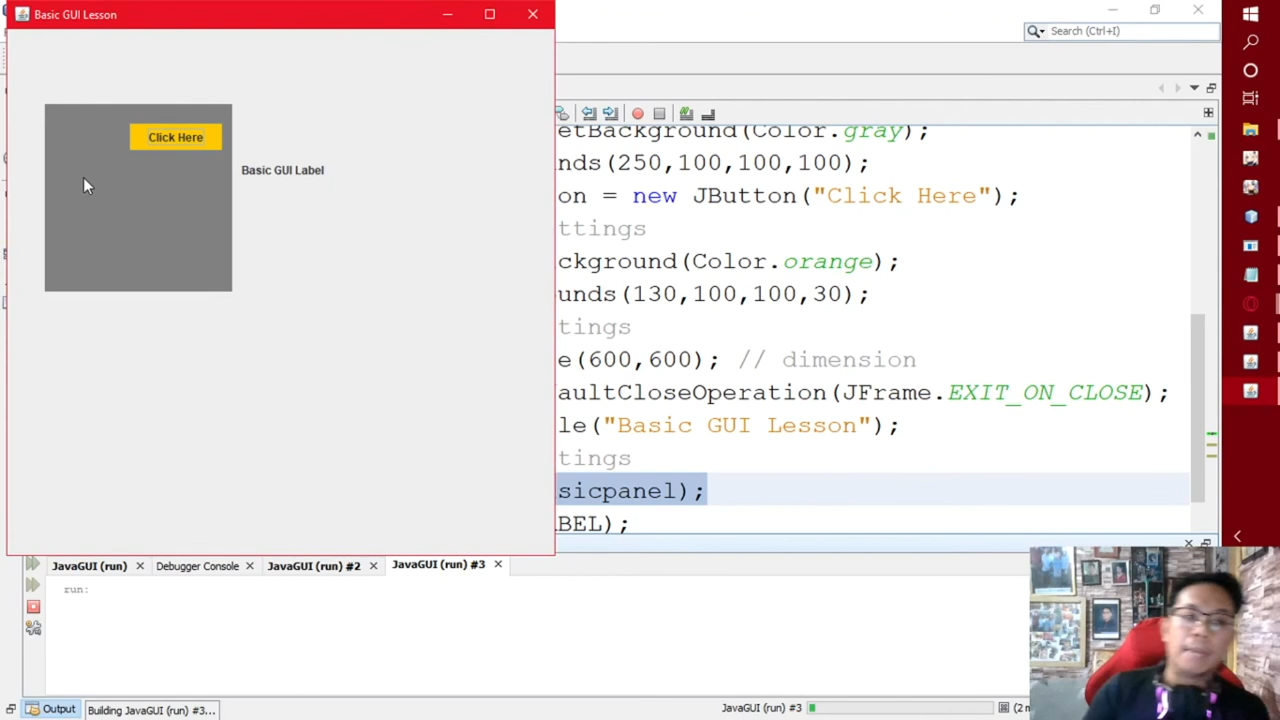 Basic GUI Lesson
Search (Ctrl+I)
Click Here
Basic GUI Label
etBackground(Color.gray);
nds(250,100,100,100);
on = new JButton("Click Here");
ttings
ckground(Color.orange);
unds(130,100,100,30);
tings
e(600,600); // dimension
aultCloseOperation(JFrame.EXIT_ON_CLOSE);
le("Basic GUI Lesson");
tings
sicpanel);
BEL);
JavaGUI (run)
Debugger Console
JavaGUI (run) #2
JavaGUI (run) #3
run:
Output
Building JavaGUI (run) #3...
JavaGUI (run) #3
(2 m